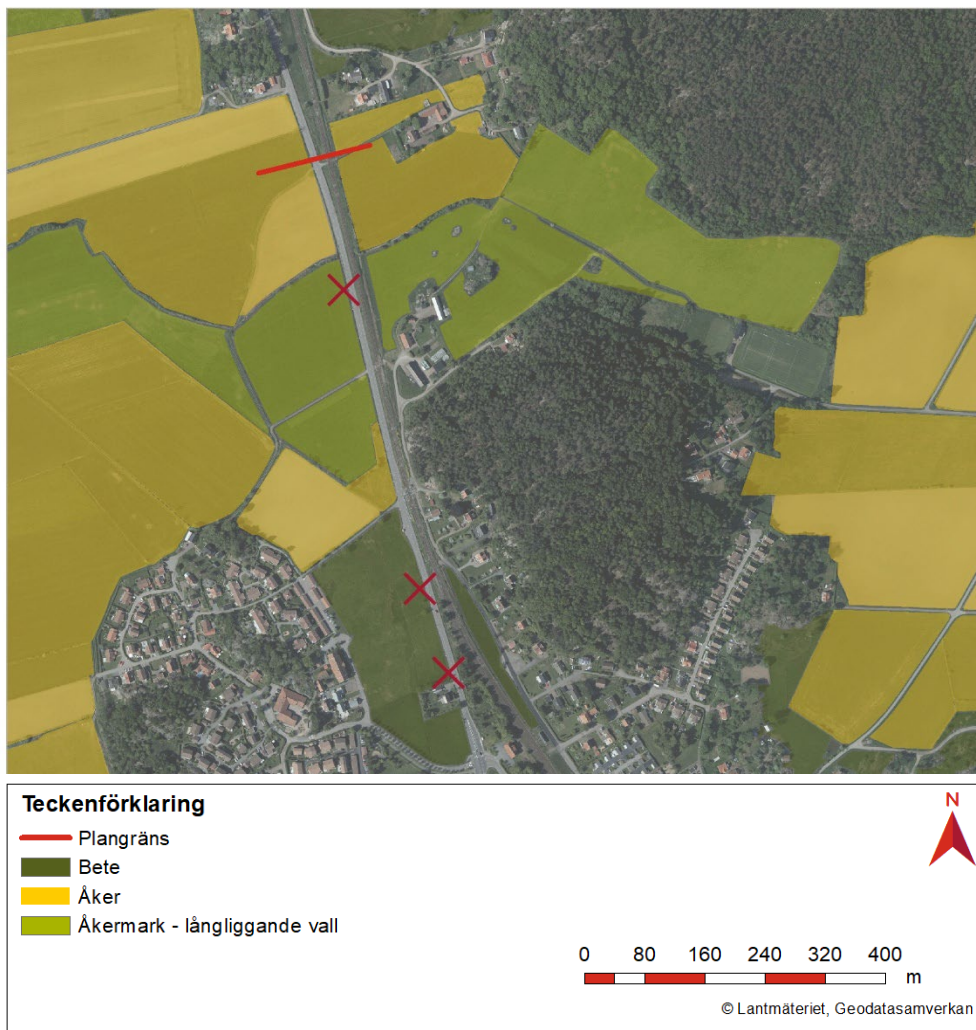 Teckenförklaring
N
Plangräns
Bete
Åker
Åkermark - långliggande vall
0 80 160 240 320 400
m
© Lantmäteriet, Geodatasamverkan